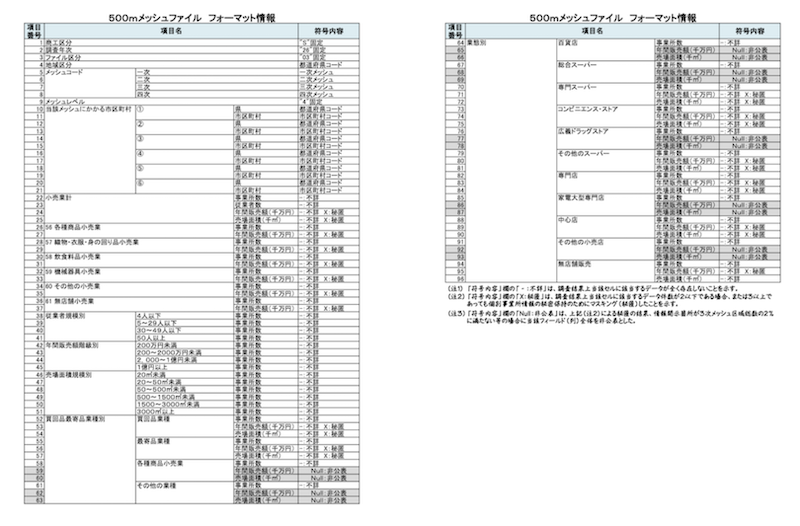 500mメッシュファイル フォーマット情報
項目番号 項目名 符号内容
1 商工区分 "S"固定
2 調査年次 "26"固定
3 ファイル区分 "03"固定
4 地域区分 都道府県コード
5 メッシュコード 一次 一次メッシュ
6 二次 二次メッシュ
7 三次 三次メッシュ
8 四次 四次メッシュ
9 メッシュレベル "4"固定
10 当該メッシュにかかる市区町村 ① 県 都道府県コード
11 市区町村 市区町村コード
12 ② 県 都道府県コード
13 市区町村 市区町村コード
14 ③ 県 都道府県コード
15 市区町村 市区町村コード
16 ④ 県 都道府県コード
17 市区町村 市区町村コード
18 ⑤ 県 都道府県コード
19 市区町村 市区町村コード
20 ⑥ 県 都道府県コード
21 市区町村 市区町村コード
22 小売業計 事業所数 -:不詳
23 従業者数 -:不詳
24 年間販売額(千万円) -:不詳 X:秘匿
25 売場面積(千㎡) -:不詳 X:秘匿
26 56 各種商品小売業 事業所数 -:不詳
27 年間販売額(千万円) -:不詳 X:秘匿
28 57 織物・衣服・身の回り品小売業 事業所数 -:不詳
29 年間販売額(千万円) -:不詳 X:秘匿
30 58 飲食料品小売業 事業所数 -:不詳
31 年間販売額(千万円) -:不詳 X:秘匿
32 59 機械器具小売業 事業所数 -:不詳
33 年間販売額(千万円) -:不詳 X:秘匿
34 60 その他の小売業 事業所数 -:不詳
35 年間販売額(千万円) -:不詳 X:秘匿
36 61 無店舗小売業 事業所数 -:不詳
37 年間販売額(千万円) -:不詳 X:秘匿
38 従業者規模別 4人以下 事業所数 -:不詳
39 5~29人以下 事業所数 -:不詳
40 30~49人以下 事業所数 -:不詳
41 50人以上 事業所数 -:不詳
42 年間販売額階級別 200万円未満 事業所数 -:不詳
43 200~2000万円未満 事業所数 -:不詳
44 2,000~1億円未満 事業所数 -:不詳
45 1億円以上 事業所数 -:不詳
46 売場面積規模別 20㎡未満 事業所数 -:不詳
47 20~50㎡未満 事業所数 -:不詳
48 50~500㎡未満 事業所数 -:不詳
49 500~1500㎡未満 事業所数 -:不詳
50 1500~3000㎡未満 事業所数 -:不詳
51 3000㎡以上 事業所数 -:不詳
52 買回品最寄品業種別 買回品業種 事業所数 -:不詳
53 年間販売額(千万円) -:不詳 X:秘匿
54 売場面積(千㎡) -:不詳 X:秘匿
55 最寄品業種 事業所数 -:不詳
56 年間販売額(千万円) -:不詳 X:秘匿
57 売場面積(千㎡) -:不詳 X:秘匿
58 各種商品小売業 事業所数 -:不詳
59 年間販売額(千万円) Null:非公表
60 売場面積(千㎡) Null:非公表
61 その他の業種 事業所数 -:不詳
62 年間販売額(千万円) Null:非公表
63 売場面積(千㎡) Null:非公表
500mメッシュファイル フォーマット情報
項目番号 項目名 符号内容
64 業態別 百貨店 事業所数 -:不詳
65 年間販売額(千万円) Null:非公表
66 売場面積(千㎡) Null:非公表
67 総合スーパー 事業所数 -:不詳
68 年間販売額(千万円) Null:非公表
69 売場面積(千㎡) Null:非公表
70 専門スーパー 事業所数 -:不詳
71 年間販売額(千万円) -:不詳 X:秘匿
72 売場面積(千㎡) -:不詳 X:秘匿
73 コンビニエンス・ストア 事業所数 -:不詳
74 年間販売額(千万円) -:不詳 X:秘匿
75 売場面積(千㎡) -:不詳 X:秘匿
76 広義ドラッグストア 事業所数 -:不詳
77 年間販売額(千万円) Null:非公表
78 売場面積(千㎡) Null:非公表
79 その他のスーパー 事業所数 -:不詳
80 年間販売額(千万円) -:不詳 X:秘匿
81 売場面積(千㎡) -:不詳 X:秘匿
82 専門店 事業所数 -:不詳
83 年間販売額(千万円) -:不詳 X:秘匿
84 売場面積(千㎡) -:不詳 X:秘匿
85 家電大型専門店 事業所数 -:不詳
86 年間販売額(千万円) Null:非公表
87 売場面積(千㎡) Null:非公表
88 中心店 事業所数 -:不詳
89 年間販売額(千万円) -:不詳 X:秘匿
90 売場面積(千㎡) -:不詳 X:秘匿
91 その他の小売店 事業所数 -:不詳
92 年間販売額(千万円) Null:非公表
93 売場面積(千㎡) Null:非公表
94 無店舗販売 事業所数 -:不詳
95 年間販売額(千万円) -:不詳 X:秘匿
96 売場面積(千㎡) -:不詳 X:秘匿
(注1) 「符号内容」欄の「-:不詳」は、調査結果上当該セルに該当するデータが全く存在しないことを示す。
(注2) 「符号内容」欄の「X:秘匿」は、調査結果上当該セルに該当するデータ件数が2以下である場合、または3以上で
あっても個別事業所情報の秘密保持のためにマスキング(秘匿)したことを示す。
(注3) 「符号内容」欄の「Null:非公表」は、上記(注2)による秘匿の結果、情報開示箇所が3次メッシュ区域総数の2%
に満たない等の場合に当該フィールド(列)全体を非公表とした。